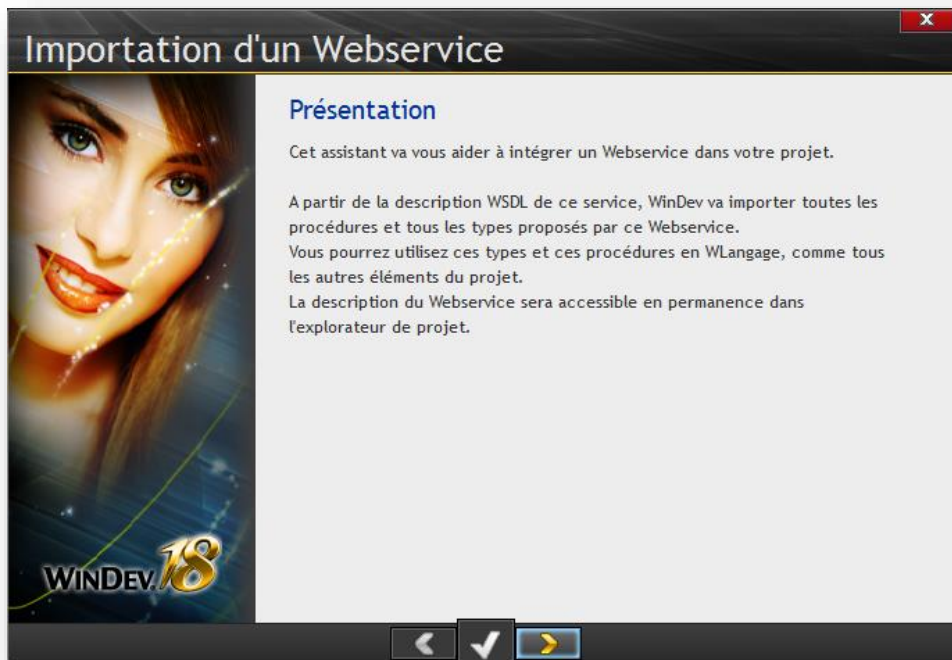 Importation d'un Webservice
Présentation
Cet assistant va vous aider à intégrer un Webservice dans votre projet.
A partir de la description WSDL de ce service, WinDev va importer toutes les
procédures et tous les types proposés par ce Webservice.
Vous pourrez utilisez ces types et ces procédures en WLangage, comme tous
les autres éléments du projet.
La description du Webservice sera accessible en permanence dans
l'explorateur de projet.
WINDEV. 18